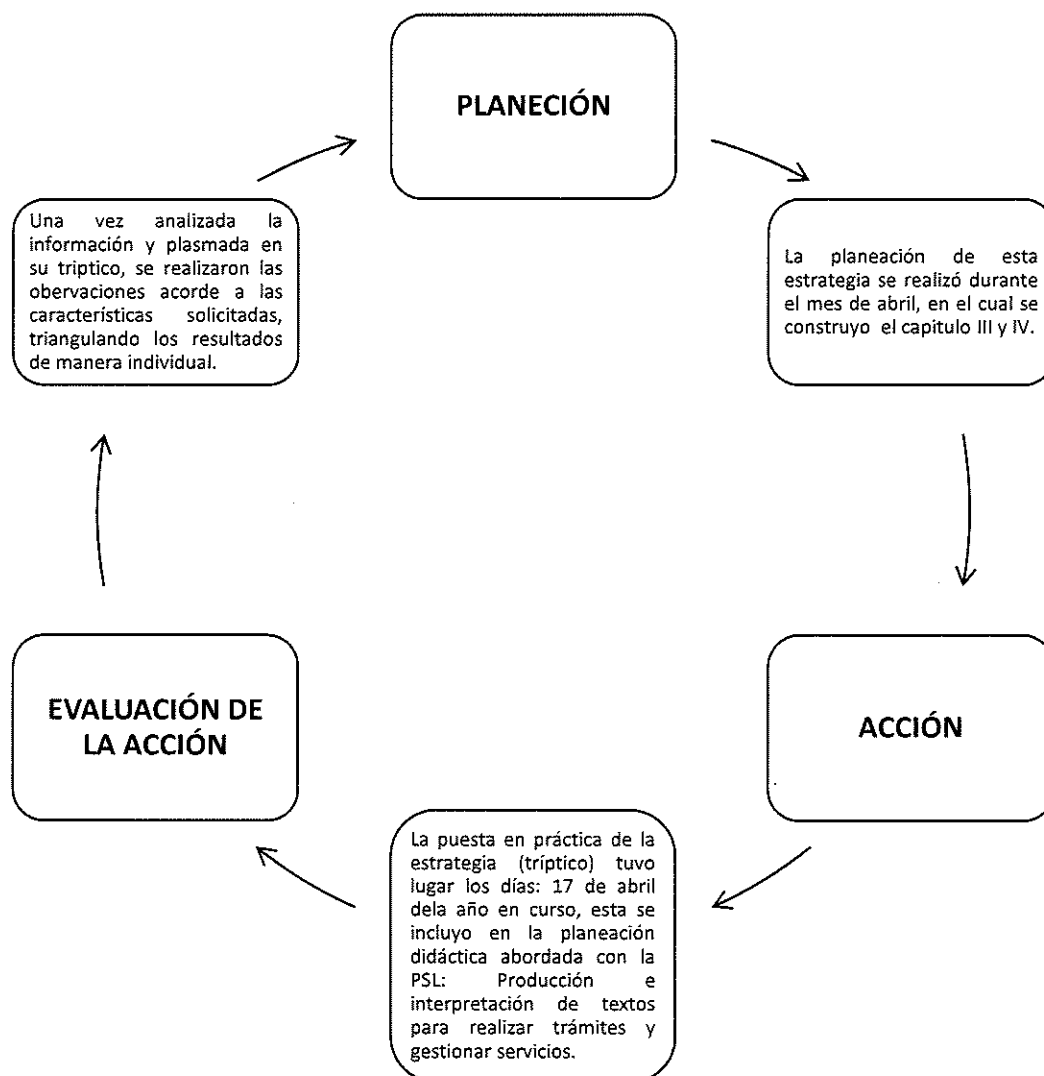 PLANECIÓN
La planeación de esta
estrategia se realizó durante
el mes de abril, en el cual se
construyo el capitulo III y IV.
ACCIÓN
La puesta en práctica de la
estrategia (tríptico) tuvo
lugar los días: 17 de abril
dela año en curso, esta se
incluyo en la planeación
didáctica abordada con la
PSL: Producción e
interpretación de textos
para realizar trámites y
gestionar servicios.
EVALUACIÓN DE
LA ACCIÓN
Una vez analizada la
información y plasmada en
su triptico, se realizaron las
obervaciones acorde a las
características solicitadas,
triangulando los resultados
de manera individual.